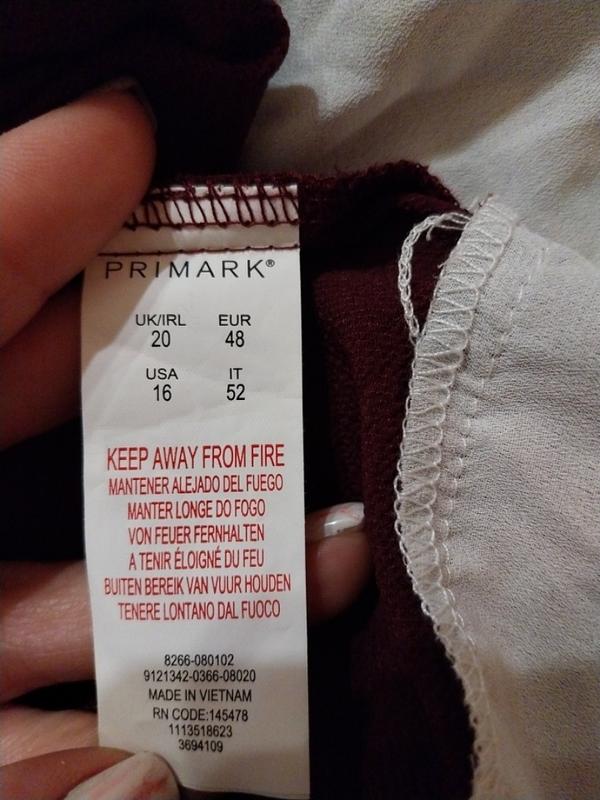 PRIMARK®
UK/IRL EUR
20 48
USA IT
16 52
KEEP AWAY FROM FIRE
MANTENER ALEJADO DEL FUEGO
MANTER LONGE DO FOGO
VON FEUER FERNHALTEN
A TENIR ÉLOIGNÉ DU FEU
BUITEN BEREIK VAN VUUR HOUDEN
TENERE LONTANO DAL FUOCO
8266-080102
9121342-0366-08020
MADE IN VIETNAM
RN CODE:145478
1113518623
3694109